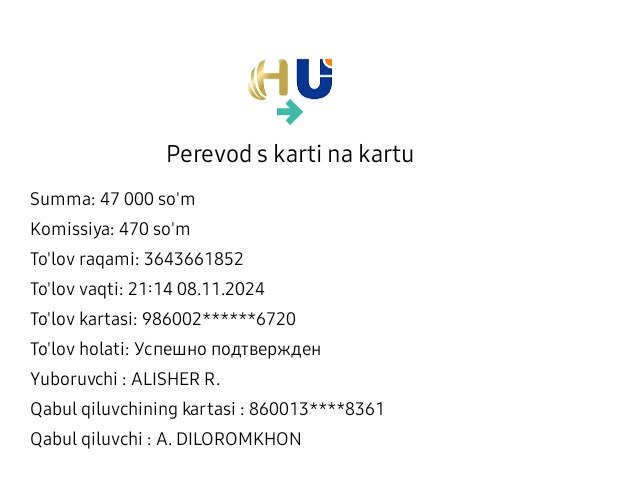 HU
Perevod s karti na kartu
Summa: 47 000 so'm
Komissiya: 470 so'm
To'lov raqami: 3643661852
To'lov vaqti: 21:14 08.11.2024
To'lov kartasi: 986002******6720
To'lov holati: Успешно подтвержден
Yuboruvchi : ALISHER R.
Qabul qiluvchining kartasi : 860013****8361
Qabul qiluvchi : A. DILOROMKHON